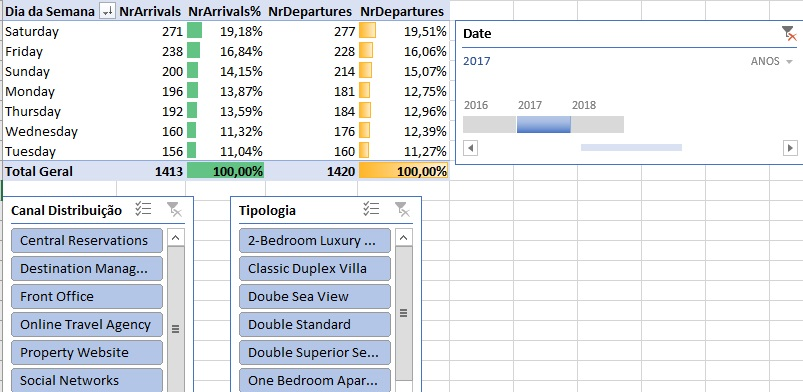 Dia da Semana NrArrivals NrArrivals% NrDepartures NrDepartures
Saturday 271 19,18% 277 19,51%
Friday 238 16,84% 228 16,06%
Sunday 200 14,15% 214 15,07%
Monday 196 13,87% 181 12,75%
Thursday 192 13,59% 184 12,96%
Wednesday 160 11,32% 176 12,39%
Tuesday 156 11,04% 160 11,27%
Total Geral 1413 100,00% 1420 100,00%
Date
2017 ANOS
2016 2017 2018
Canal Distribuição
Central Reservations
Destination Manag...
Front Office
Online Travel Agency
Property Website
Social Networks
Tipologia
2-Bedroom Luxury ...
Classic Duplex Villa
Doube Sea View
Double Standard
Double Superior Se...
One Bedroom Apar...